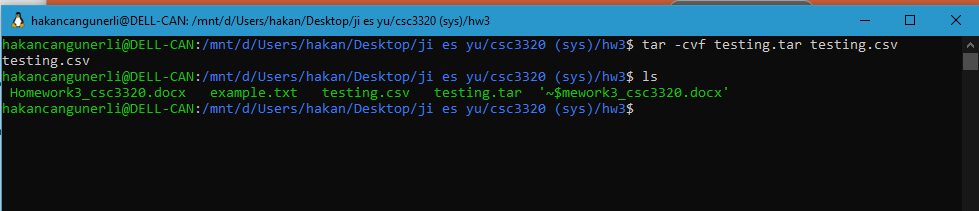 hakancangunerli@DELL-CAN: /mnt/d/Users/hakan/Desktop/ji es yu/csc3320 (sys)/hw3
hakancangunerli@DELL-CAN:/mnt/d/Users/hakan/Desktop/ji es yu/csc3320 (sys)/hw3$ tar -cvf testing.tar testing.csv
testing.csv
hakancangunerli@DELL-CAN:/mnt/d/Users/hakan/Desktop/ji es yu/csc3320 (sys)/hw3$ ls
Homework3_csc3320.docx   example.txt   testing.csv   testing.tar  '~$mework3_csc3320.docx'
hakancangunerli@DELL-CAN:/mnt/d/Users/hakan/Desktop/ji es yu/csc3320 (sys)/hw3$